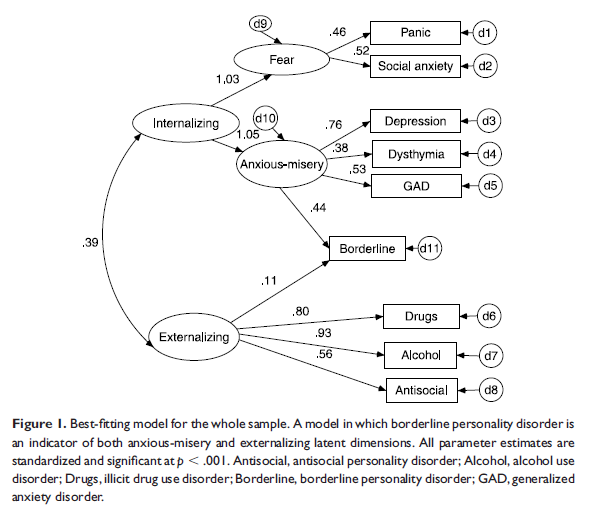 d9
.46
Panic
d1
Fear
.52
Social anxiety
d2
1.03
Internalizing
d10
1.05
.76
Depression
d3
.38
Dysthymia
d4
Anxious-misery
.53
GAD
d5
.44
.39
Borderline
d11
.11
.80
Drugs
d6
Externalizing
.93
Alcohol
d7
.56
Antisocial
d8
Figure 1. Best-fitting model for the whole sample. A model in which borderline personality disorder is
an indicator of both anxious-misery and externalizing latent dimensions. All parameter estimates are
standardized and significant at p < .001. Antisocial, antisocial personality disorder; Alcohol, alcohol use
disorder; Drugs, illicit drug use disorder; Borderline, borderline personality disorder; GAD, generalized
anxiety disorder.